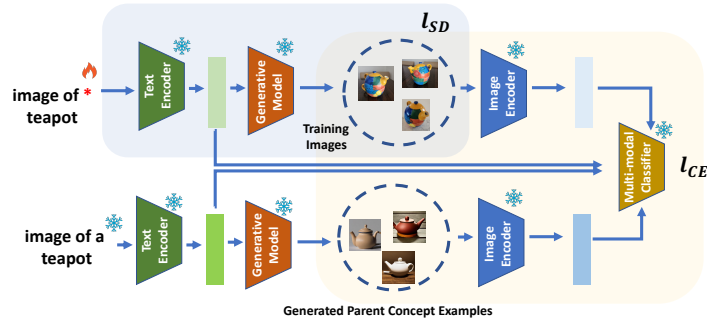 l_SD
image of *
teapot
Text
Encoder
Generative
Model
Training
Images
Image
Encoder
Multi-modal
Classifier
l_CE
image of a
teapot
Text
Encoder
Generative
Model
Image
Encoder
Generated Parent Concept Examples